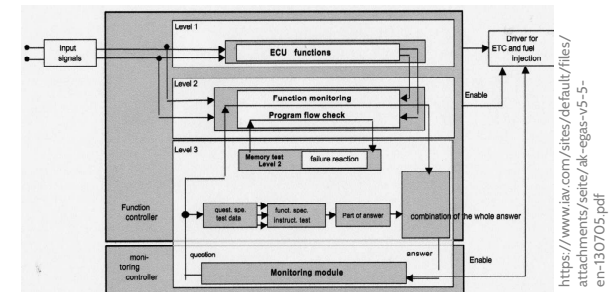 Level 1
Input
signals
ECU functions
Driver for
ETC and fuel
Injection
Level 2
Function monitoring
Program flow check
Enable
Level 3
Memory test
Level 2
failure reaction
Function
controller
quest. spe.
test data
funct. spec.
instruct. test
Part of answer
combination of the whole answer
moni-
toring
controller
question
answer
Enable
Monitoring module
https://www.iav.com/sites/default/files/
attachments/seite/ak-egas-v5-5-
en-130705.pdf